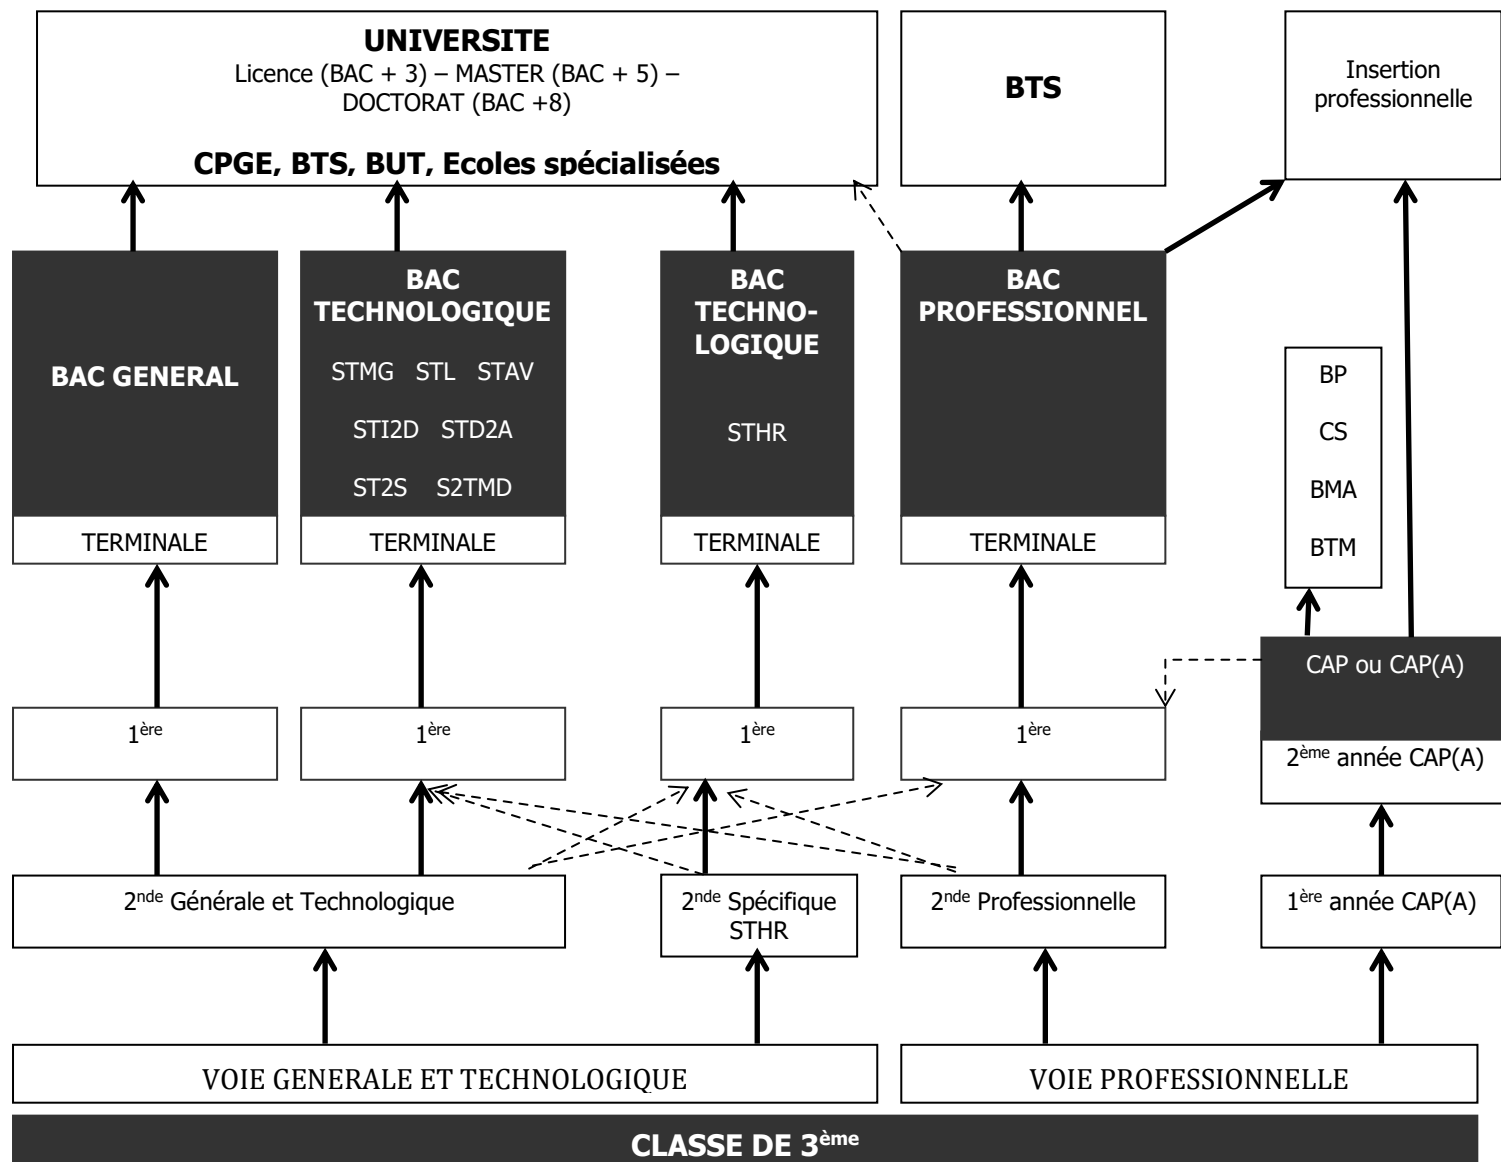 UNIVERSITE
Licence (BAC + 3) – MASTER (BAC + 5) –
DOCTORAT (BAC +8)
CPGE, BTS, BUT, Ecoles spécialisées
BTS
Insertion
professionnelle
BAC GENERAL
TERMINALE
BAC
TECHNOLOGIQUE
STMG STL STAV
STI2D STD2A
ST2S S2TMD
TERMINALE
BAC
TECHNO-
LOGIQUE
STHR
TERMINALE
BAC
PROFESSIONNEL
TERMINALE
BP
CS
BMA
BTM
CAP ou CAP(A)
2ème année CAP(A)
1ère
1ère
1ère
1ère
2nde Générale et Technologique
2nde Spécifique
STHR
2nde Professionnelle
1ère année CAP(A)
VOIE GENERALE ET TECHNOLOGIQUE
VOIE PROFESSIONNELLE
CLASSE DE 3ème